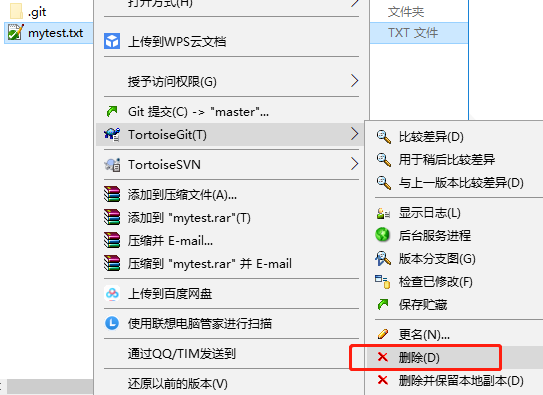 打开方式(H)
.git
文件夹
mytest.txt
TXT 文件
上传到WPS云文档
授予访问权限(G)
Git 提交(C) -> "master"...
TortoiseGit(T)
TortoiseSVN
添加到压缩文件(A)...
添加到 "mytest.rar"(T)
压缩并 E-mail...
压缩到 "mytest.rar" 并 E-mail
上传到百度网盘
使用联想电脑管家进行扫描
通过QQ/TIM发送到
还原以前的版本(V)
比较差异(D)
用于稍后比较差异
与上一版本比较差异(D)
显示日志(L)
后台服务进程
版本分支图(G)
检查已修改(F)
保存贮藏
更名(N)...
删除(D)
删除并保留本地副本(D)